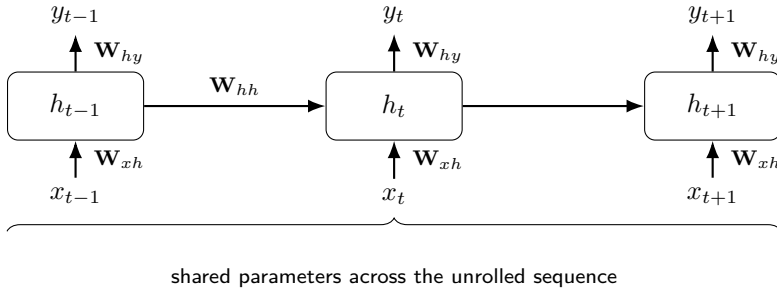 y_{t−1} y_t y_{t+1}
W_{hy} W_{hy} W_{hy}
W_{hh}
h_{t−1} h_t h_{t+1}
W_{xh} W_{xh} W_{xh}
x_{t−1} x_t x_{t+1}
shared parameters across the unrolled sequence